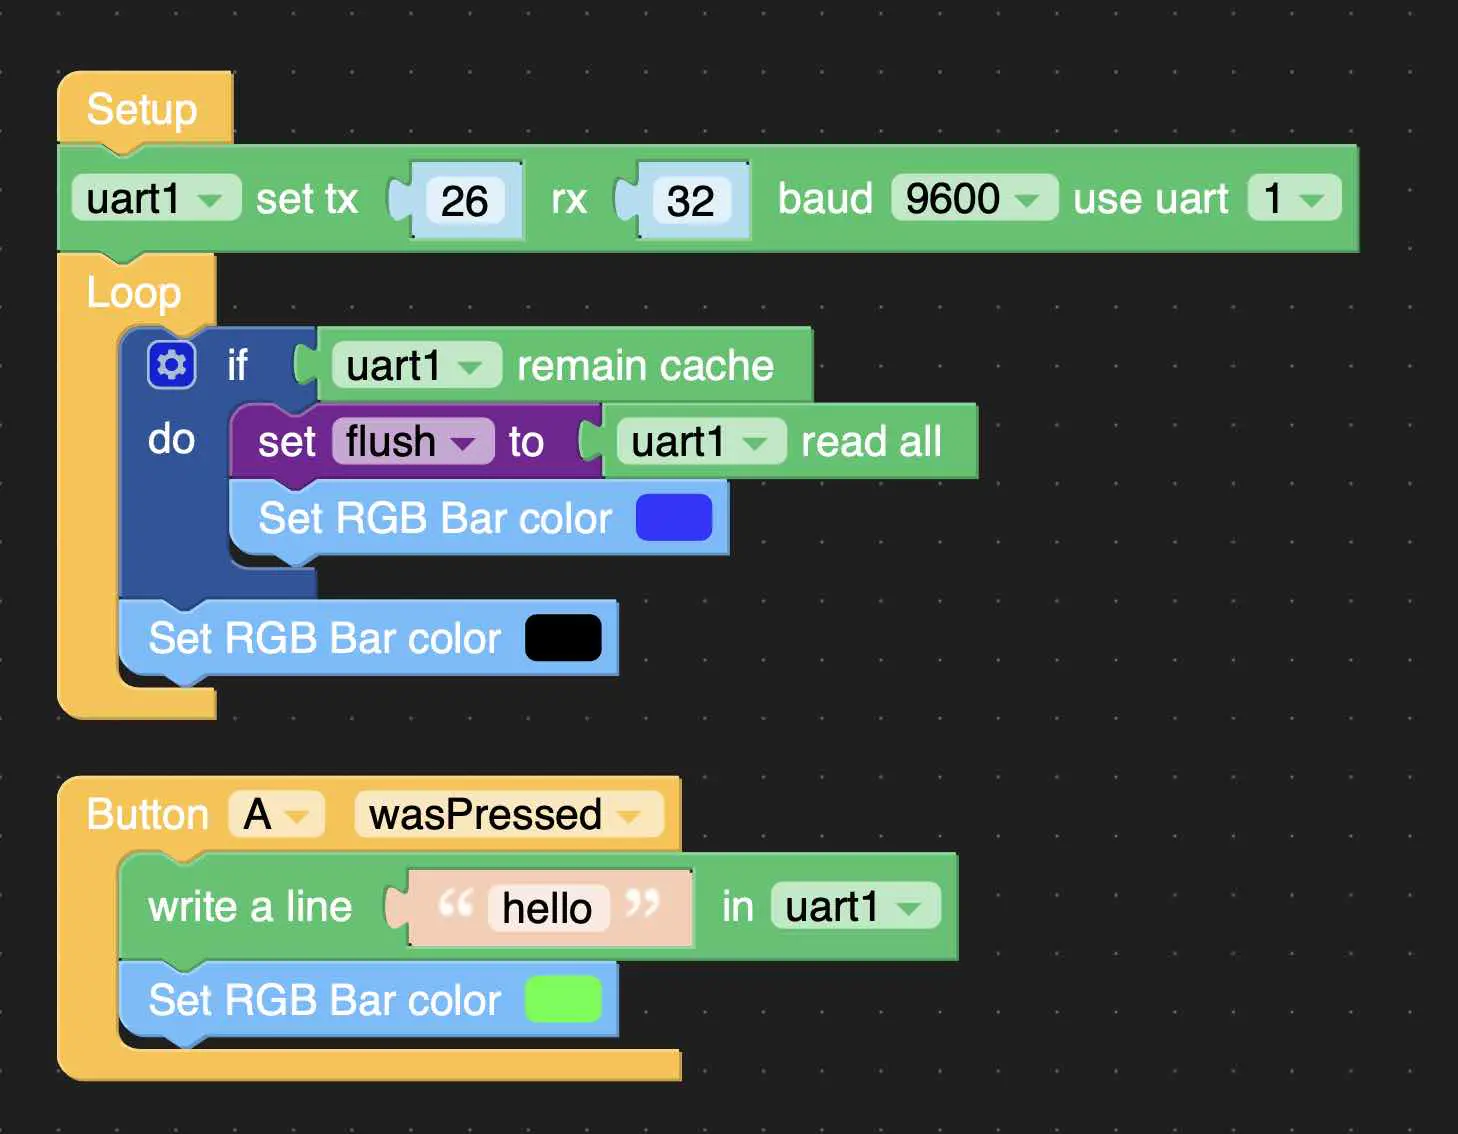 Setup
uart1 set tx 26 rx 32 baud 9600 use uart 1
Loop
if uart1 remain cache
do set flush to uart1 read all
Set RGB Bar color
Set RGB Bar color
Button A wasPressed
write a line “ hello ” in uart1
Set RGB Bar color